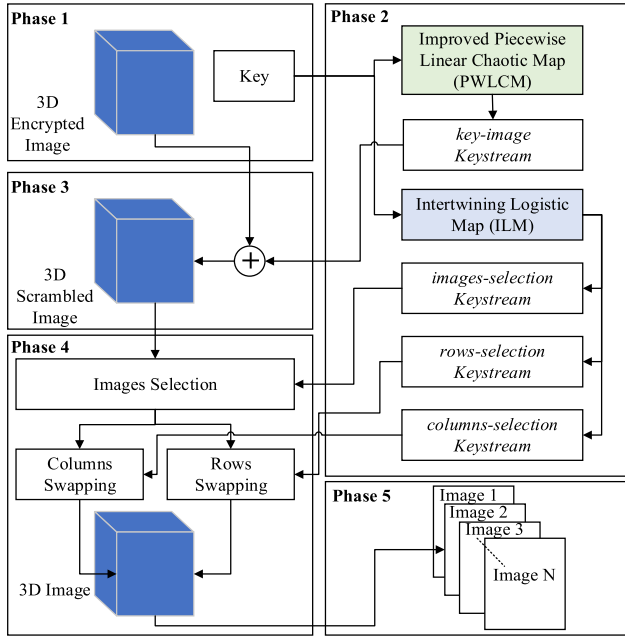 Phase 1
3D
Encrypted
Image
Key
Phase 2
Improved Piecewise
Linear Chaotic Map
(PWLCM)
key-image
Keystream
Intertwining Logistic
Map (ILM)
images-selection
Keystream
rows-selection
Keystream
columns-selection
Keystream
Phase 3
3D
Scrambled
Image
+
Phase 4
Images Selection
Columns
Swapping
Rows
Swapping
3D Image
Phase 5
Image 1
Image 2
Image 3
Image N